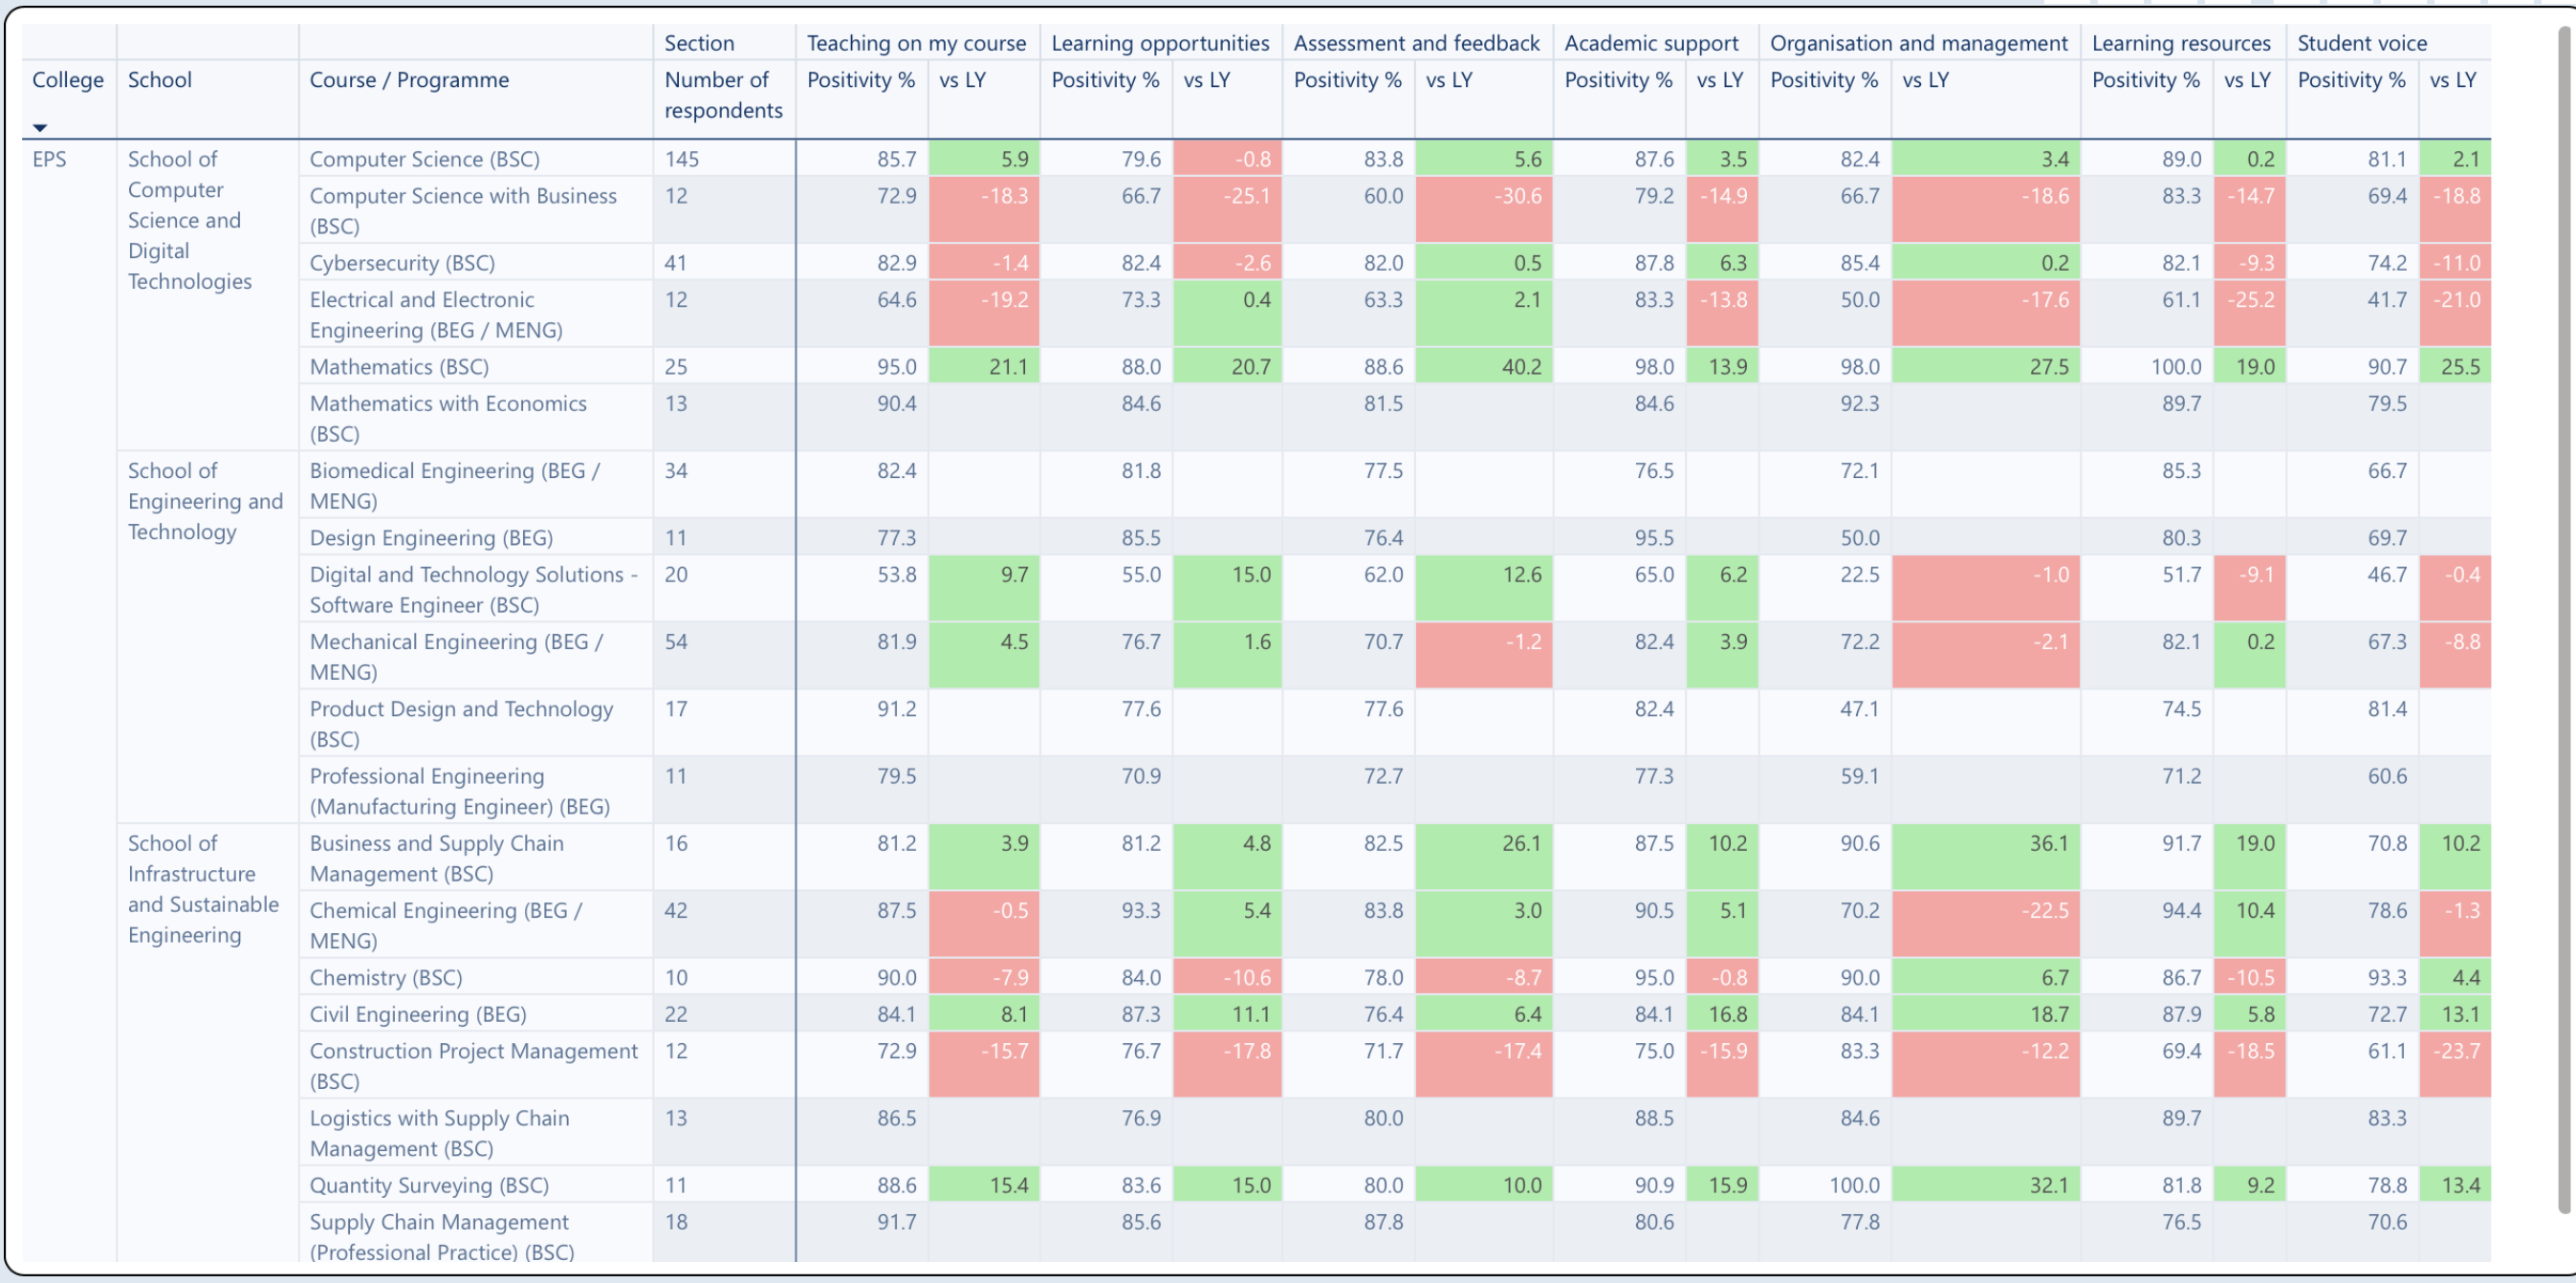 Section Teaching on my course Learning opportunities Assessment and feedback Academic support Organisation and management Learning resources Student voice
College School Course / Programme Number of respondents Positivity % vs LY Positivity % vs LY Positivity % vs LY Positivity % vs LY Positivity % vs LY Positivity % vs LY Positivity % vs LY
EPS School of Computer Science and Digital Technologies Computer Science (BSC) 145 85.7 5.9 79.6 -0.8 83.8 5.6 87.6 3.5 82.4 3.4 89.0 0.2 81.1 2.1
Computer Science with Business (BSC) 12 72.9 -18.3 66.7 -25.1 60.0 -30.6 79.2 -14.9 66.7 -18.6 83.3 -14.7 69.4 -18.8
Cybersecurity (BSC) 41 82.9 -1.4 82.4 -2.6 82.0 0.5 87.8 6.3 85.4 0.2 82.1 -9.3 74.2 -11.0
Electrical and Electronic Engineering (BEG / MENG) 12 64.6 -19.2 73.3 0.4 63.3 2.1 83.3 -13.8 50.0 -17.6 61.1 -25.2 41.7 -21.0
Mathematics (BSC) 25 95.0 21.1 88.0 20.7 88.6 40.2 98.0 13.9 98.0 27.5 100.0 19.0 90.7 25.5
Mathematics with Economics (BSC) 13 90.4 84.6 81.5 84.6 92.3 89.7 79.5
School of Engineering and Technology Biomedical Engineering (BEG / MENG) 34 82.4 81.8 77.5 76.5 72.1 85.3 66.7
Design Engineering (BEG) 11 77.3 85.5 76.4 95.5 50.0 80.3 69.7
Digital and Technology Solutions - Software Engineer (BSC) 20 53.8 9.7 55.0 15.0 62.0 12.6 65.0 6.2 22.5 -1.0 51.7 -9.1 46.7 -0.4
Mechanical Engineering (BEG / MENG) 54 81.9 4.5 76.7 1.6 70.7 -1.2 82.4 3.9 72.2 -2.1 82.1 0.2 67.3 -8.8
Product Design and Technology (BSC) 17 91.2 77.6 77.6 82.4 47.1 74.5 81.4
Professional Engineering (Manufacturing Engineer) (BEG) 11 79.5 70.9 72.7 77.3 59.1 71.2 60.6
School of Infrastructure and Sustainable Engineering Business and Supply Chain Management (BSC) 16 81.2 3.9 81.2 4.8 82.5 26.1 87.5 10.2 90.6 36.1 91.7 19.0 70.8 10.2
Chemical Engineering (BEG / MENG) 42 87.5 -0.5 93.3 5.4 83.8 3.0 90.5 5.1 70.2 -22.5 94.4 10.4 78.6 -1.3
Chemistry (BSC) 10 90.0 -7.9 84.0 -10.6 78.0 -8.7 95.0 -0.8 90.0 6.7 86.7 -10.5 93.3 4.4
Civil Engineering (BEG) 22 84.1 8.1 87.3 11.1 76.4 6.4 84.1 16.8 84.1 18.7 87.9 5.8 72.7 13.1
Construction Project Management (BSC) 12 72.9 -15.7 76.7 -17.8 71.7 -17.4 75.0 -15.9 83.3 -12.2 69.4 -18.5 61.1 -23.7
Logistics with Supply Chain Management (BSC) 13 86.5 76.9 80.0 88.5 84.6 89.7 83.3
Quantity Surveying (BSC) 11 88.6 15.4 83.6 15.0 80.0 10.0 90.9 15.9 100.0 32.1 81.8 9.2 78.8 13.4
Supply Chain Management (Professional Practice) (BSC) 18 91.7 85.6 87.8 80.6 77.8 76.5 70.6